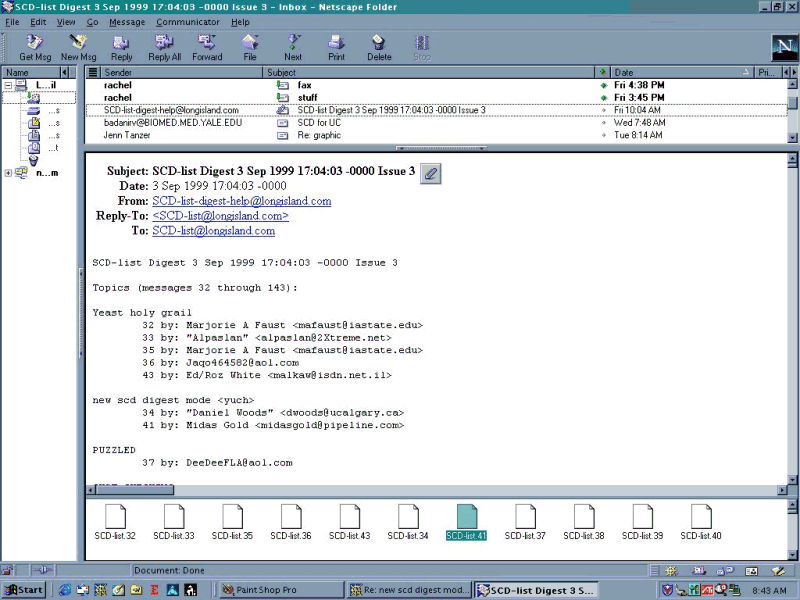 SCD-list Digest 3 Sep 1999 17:04:03 -0000 Issue 3 - Inbox - Netscape Folder
File Edit View Go Message Communicator Help
Get Msg New Msg Reply Reply All Forward File Next Print Delete Stop
N
Name Sender Subject Date Pri...
L...il
...s
...s
...s
...t
n...m
rachel fax Fri 4:38 PM
rachel stuff Fri 3:45 PM
SCD-list-digest-help@longisland.com SCD-list Digest 3 Sep 1999 17:04:03 -0000 Issue 3 Fri 10:04 AM
badanirv@BIOMED.MED.YALE.EDU SCD for UC Wed 7:48 AM
Jenn Tanzer Re: graphic Tue 8:14 AM
Subject: SCD-list Digest 3 Sep 1999 17:04:03 -0000 Issue 3
Date: 3 Sep 1999 17:04:03 -0000
From: SCD-list-digest-help@longisland.com
Reply-To: <SCD-list@longisland.com>
To: SCD-list@longisland.com
SCD-list Digest 3 Sep 1999 17:04:03 -0000 Issue 3
Topics (messages 32 through 143):
Yeast holy grail
32 by: Marjorie A Faust <mafaust@iastate.edu>
33 by: "Alpaslan" <alpaslan@2Xtreme.net>
35 by: Marjorie A Faust <mafaust@iastate.edu>
36 by: Jaqo464582@aol.com
43 by: Ed/Roz White <malkaw@isdn.net.il>
new scd digest mode <yuch>
34 by: "Daniel Woods" <dwoods@ucalgary.ca>
41 by: Midas Gold <midasgold@pipeline.com>
PUZZLED
37 by: DeeDeeFLA@aol.com
SCD-list.32 SCD-list.33 SCD-list.35 SCD-list.36 SCD-list.43 SCD-list.34 SCD-list.41 SCD-list.37 SCD-list.38 SCD-list.39 SCD-list.40
Document: Done
Start Paint Shop Pro Re: new scd digest mod... SCD-list Digest 3 S... 8:43 AM